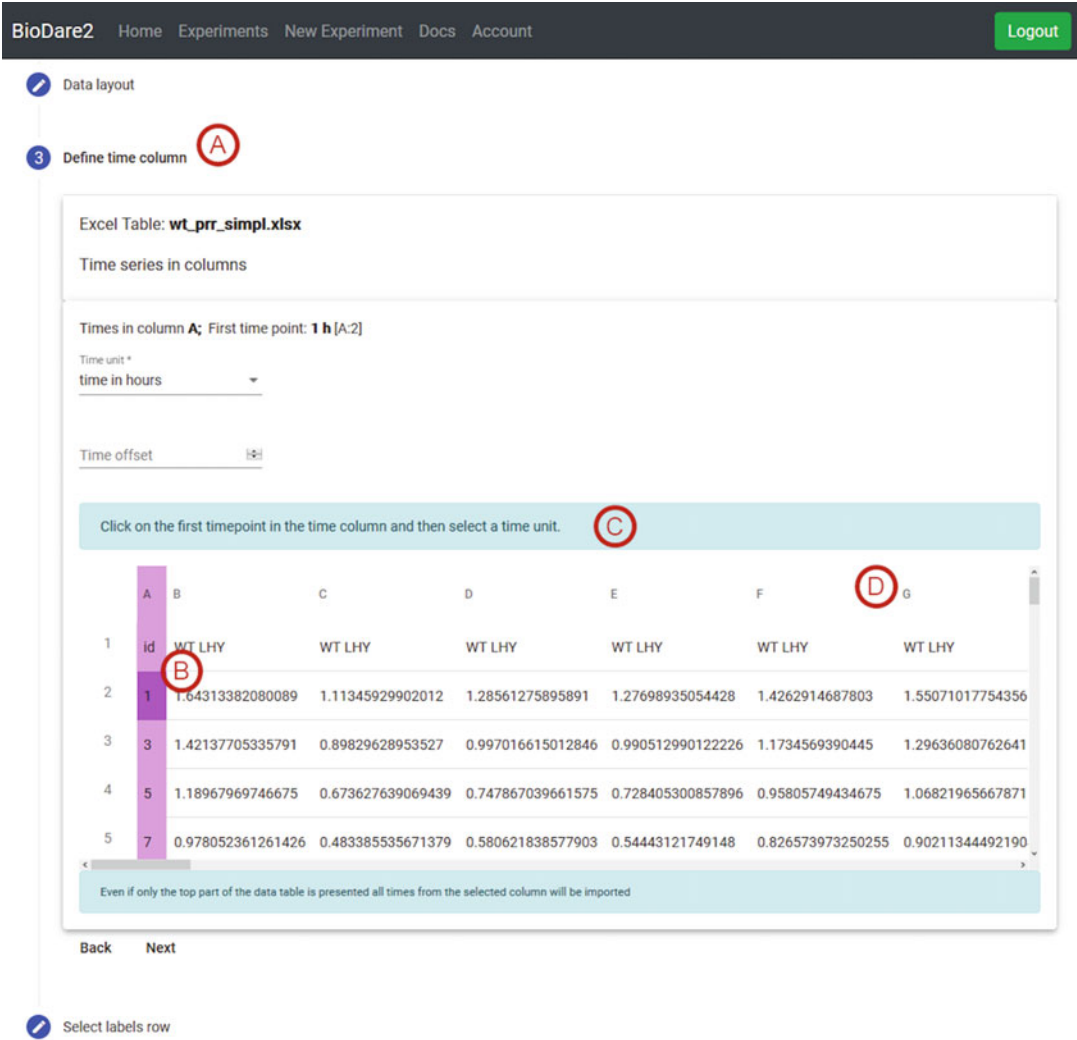 BioDare2 Home Experiments New Experiment Docs Account Logout
Data layout
3 Define time column A
Excel Table: wt_prr_simpl.xlsx
Time series in columns
Times in column A; First time point: 1 h [A:2]
Time unit *
time in hours
Time offset
Click on the first timepoint in the time column and then select a time unit. C
A B C D E F D G
1 id WT LHY WT LHY WT LHY WT LHY WT LHY WT LHY
B
2 1 1.64313382080089 1.11345929902012 1.28561275895891 1.27698935054428 1.4262914687803 1.55071017754356
3 3 1.42137705335791 0.89829628953527 0.997016615012846 0.990512990122226 1.1734569390445 1.29636080762641
4 5 1.18967969746675 0.673627639069439 0.747867039661575 0.728405300857896 0.95805749434675 1.06821965667871
5 7 0.978052361261426 0.483385535671379 0.580621838577903 0.54443121749148 0.826573973250255 0.90211344492190
Even if only the top part of the data table is presented all times from the selected column will be imported
Back Next
Select labels row